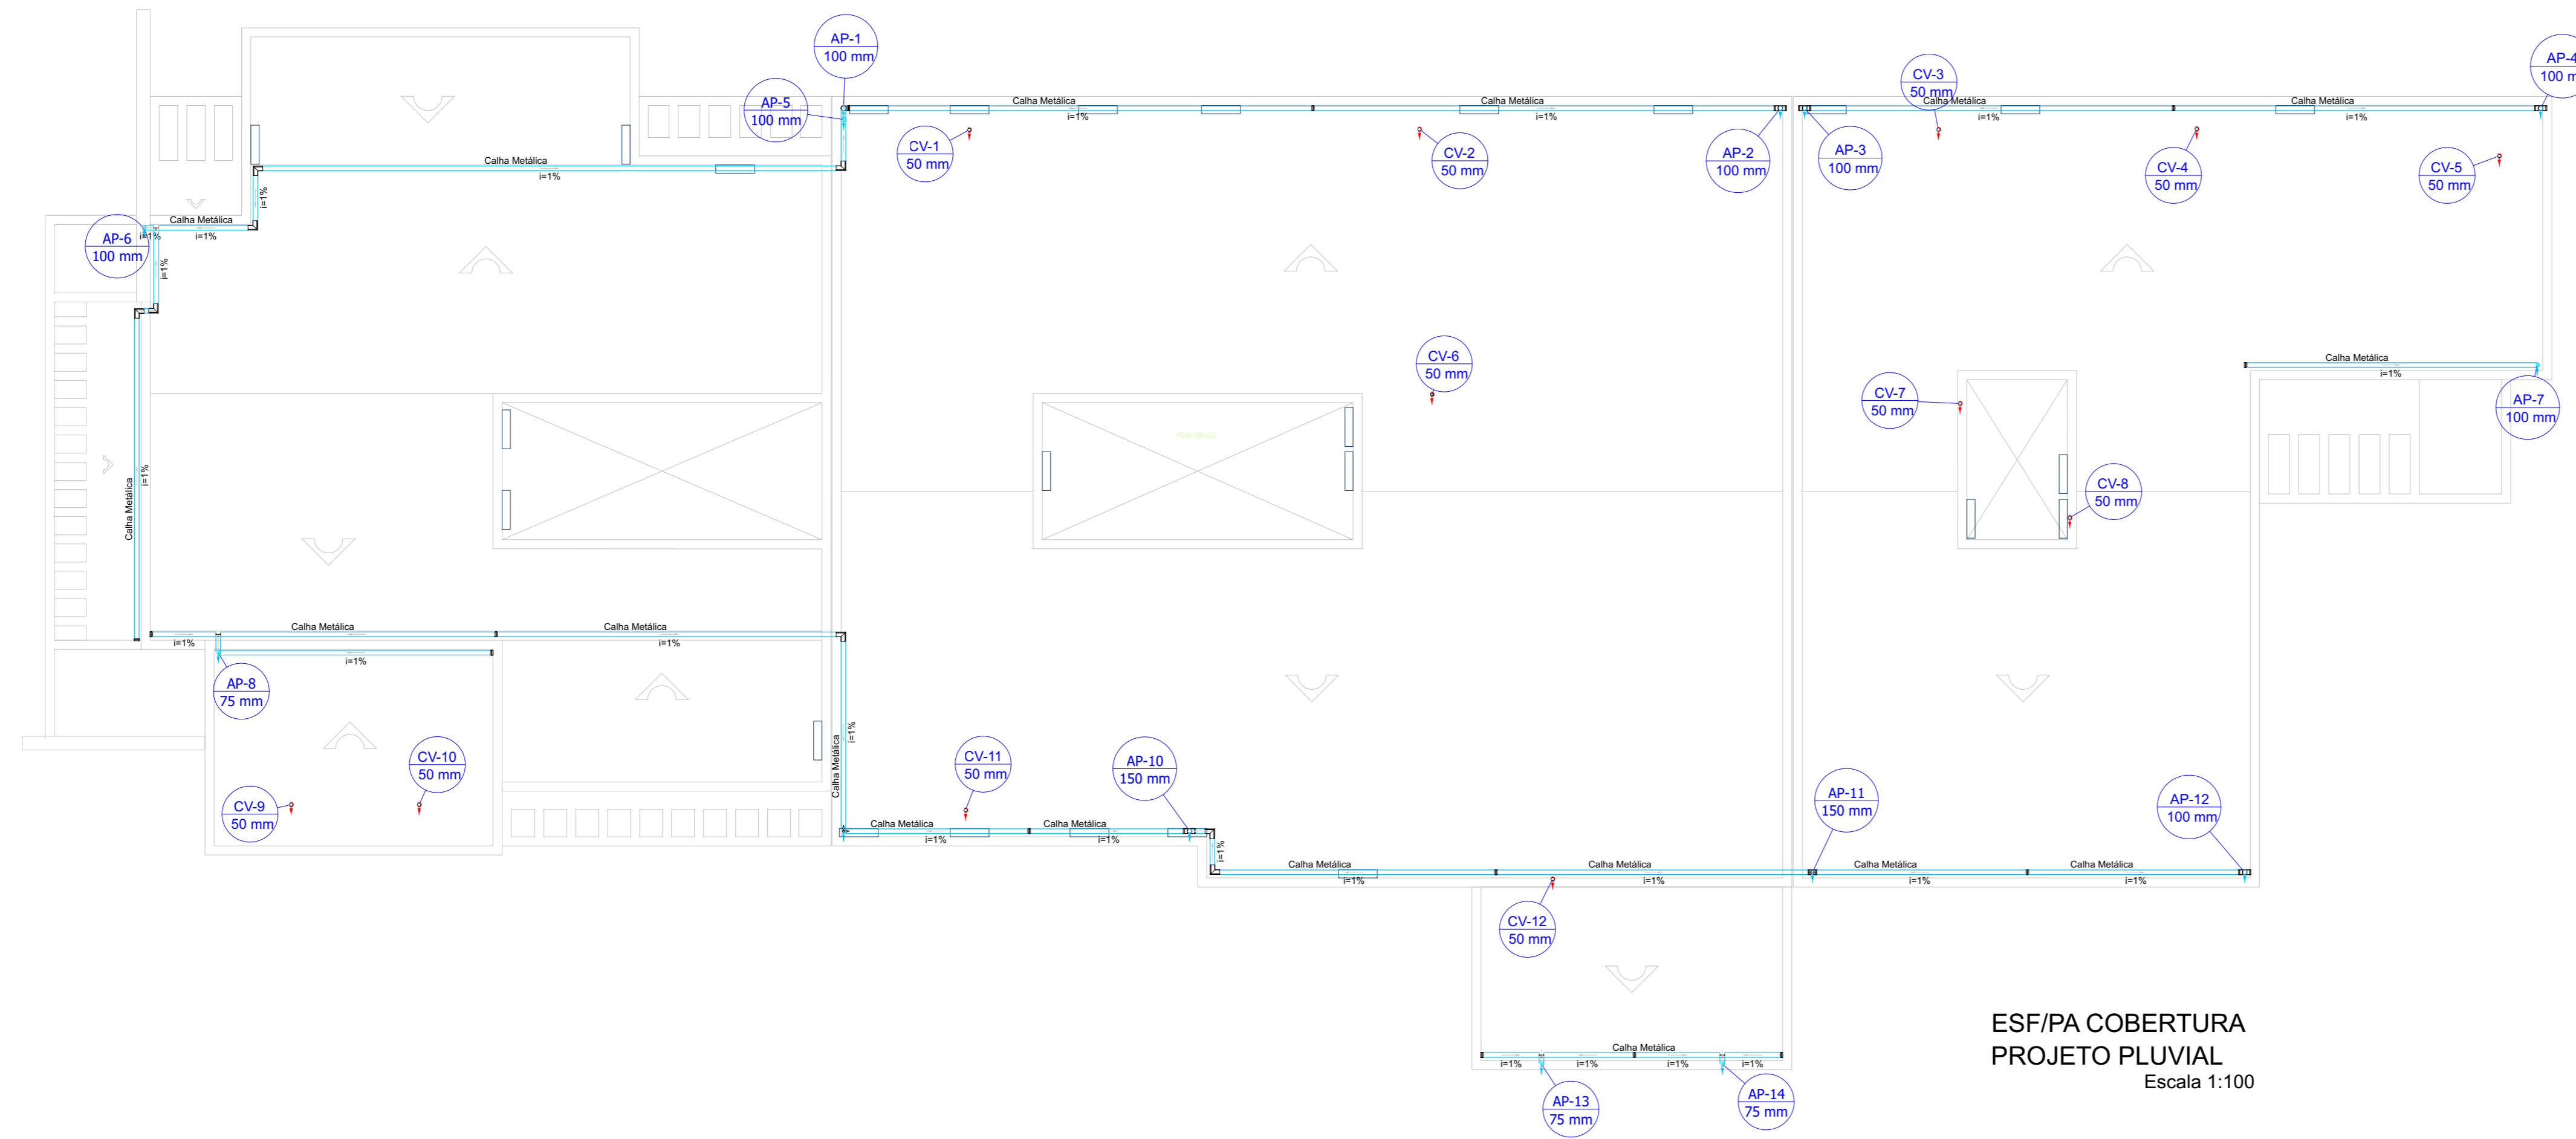 AP-1
100 mm
AP-5
100 mm
Calha Metálica
i=1%
Calha Metálica
i=1%
CV-1
50 mm
CV-2
50 mm
AP-2
100 mm
AP-3
100 mm
CV-3
50 mm
Calha Metálica
i=1%
Calha Metálica
i=1%
CV-4
50 mm
CV-5
50 mm
AP-4
100 m
Calha Metálica
i=1%
i=1%
Calha Metálica
i=1%
i=1%
AP-6
100 mm
i=1%
CV-6
50 mm
CV-7
50 mm
CV-8
50 mm
Calha Metálica
i=1%
AP-7
100 mm
POÇO DE LUZ
Calha Metálica
i=1%
i=1%
Calha Metálica
i=1%
Calha Metálica
i=1%
AP-8
75 mm
CV-9
50 mm
CV-10
50 mm
Calha Metálica
i=1%
CV-11
50 mm
AP-10
150 mm
Calha Metálica
i=1%
Calha Metálica
i=1%
i=1%
Calha Metálica
i=1%
Calha Metálica
i=1%
AP-11
150 mm
Calha Metálica
i=1%
Calha Metálica
i=1%
AP-12
100 mm
CV-12
50 mm
Calha Metálica
i=1%
i=1%
i=1%
i=1%
AP-13
75 mm
AP-14
75 mm
ESF/PA COBERTURA
PROJETO PLUVIAL
Escala 1:100